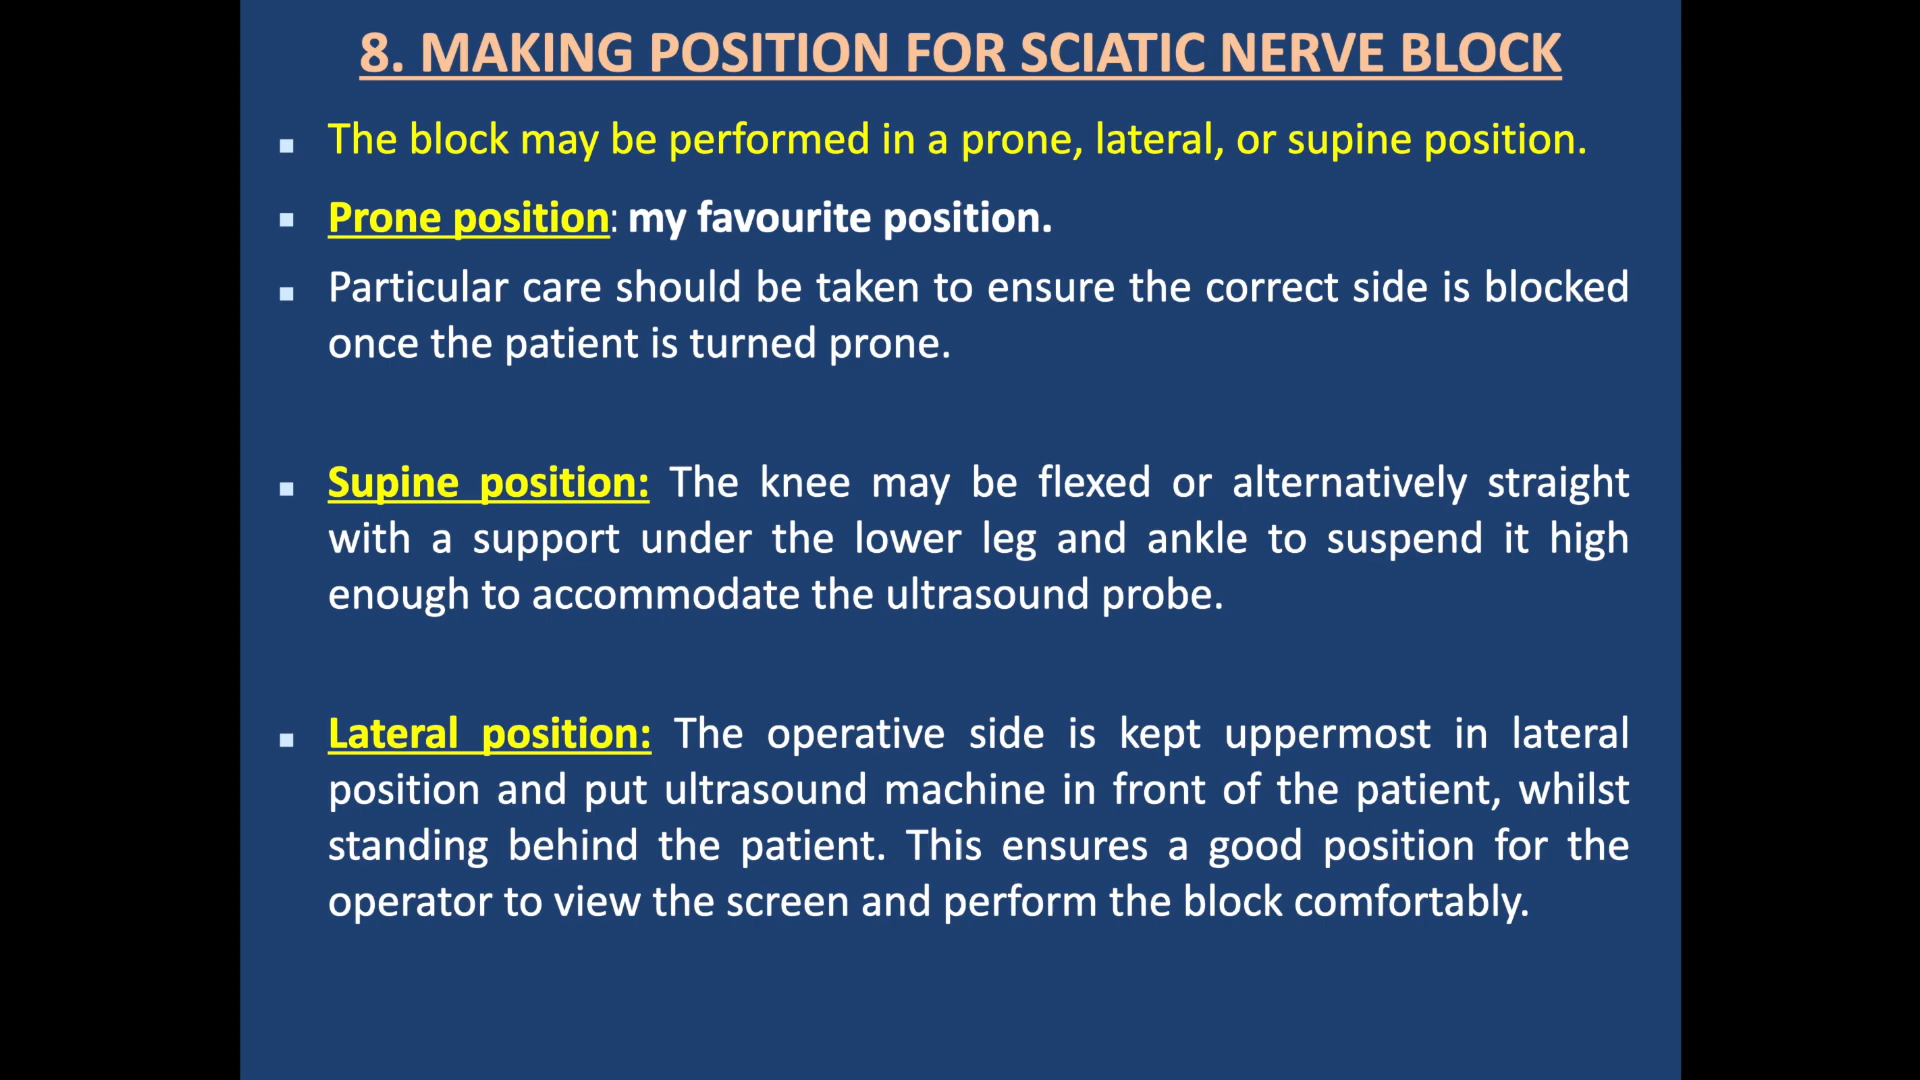 8. MAKING POSITION FOR SCIATIC NERVE BLOCK
▪ The block may be performed in a prone, lateral, or supine position.
▪ Prone position: my favourite position.
▪ Particular care should be taken to ensure the correct side is blocked
once the patient is turned prone.
▪ Supine position: The knee may be flexed or alternatively straight
with a support under the lower leg and ankle to suspend it high
enough to accommodate the ultrasound probe.
▪ Lateral position: The operative side is kept uppermost in lateral
position and put ultrasound machine in front of the patient, whilst
standing behind the patient. This ensures a good position for the
operator to view the screen and perform the block comfortably.